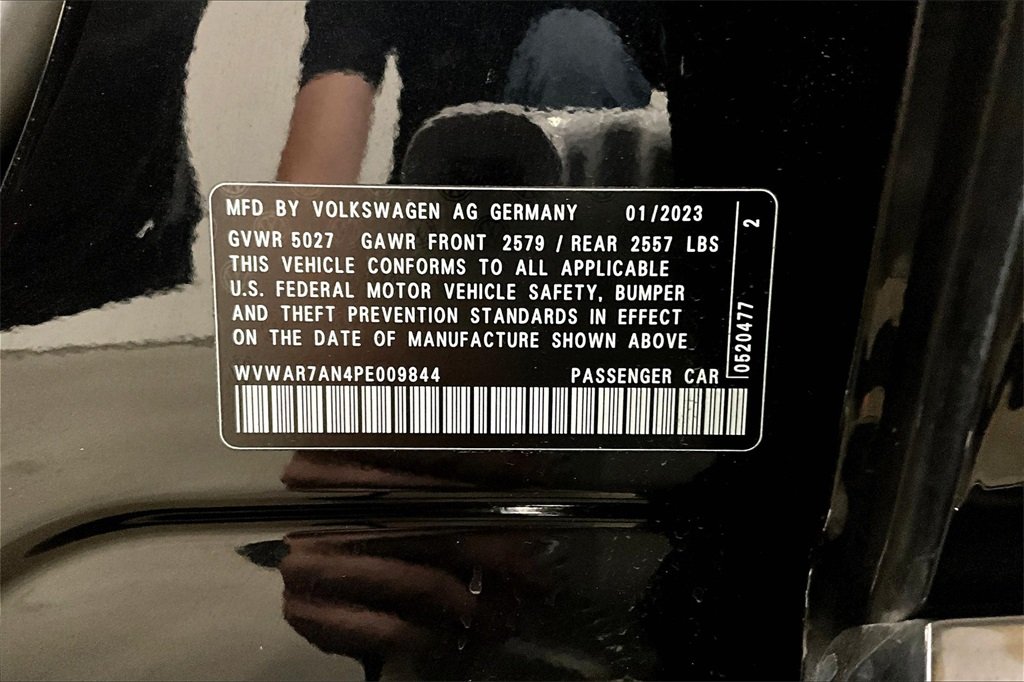 MFD BY VOLKSWAGEN AG GERMANY 01/2023
GVWR 5027 GAWR FRONT 2579 / REAR 2557 LBS
THIS VEHICLE CONFORMS TO ALL APPLICABLE
U.S. FEDERAL MOTOR VEHICLE SAFETY, BUMPER
AND THEFT PREVENTION STANDARDS IN EFFECT
ON THE DATE OF MANUFACTURE SHOWN ABOVE
WVWAR7AN4PE009844 PASSENGER CAR
0520477 2